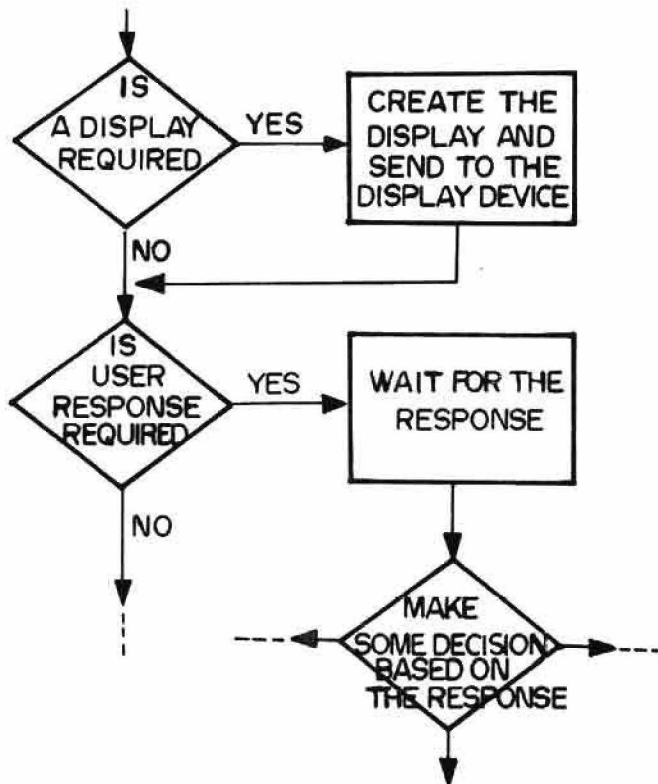 IS
A DISPLAY
REQUIRED
YES
CREATE THE
DISPLAY AND
SEND TO THE
DISPLAY DEVICE
NO
IS
USER
RESPONSE
REQUIRED
YES
WAIT FOR THE
RESPONSE
NO
MAKE
SOME DECISION
BASED ON
THE RESPONSE